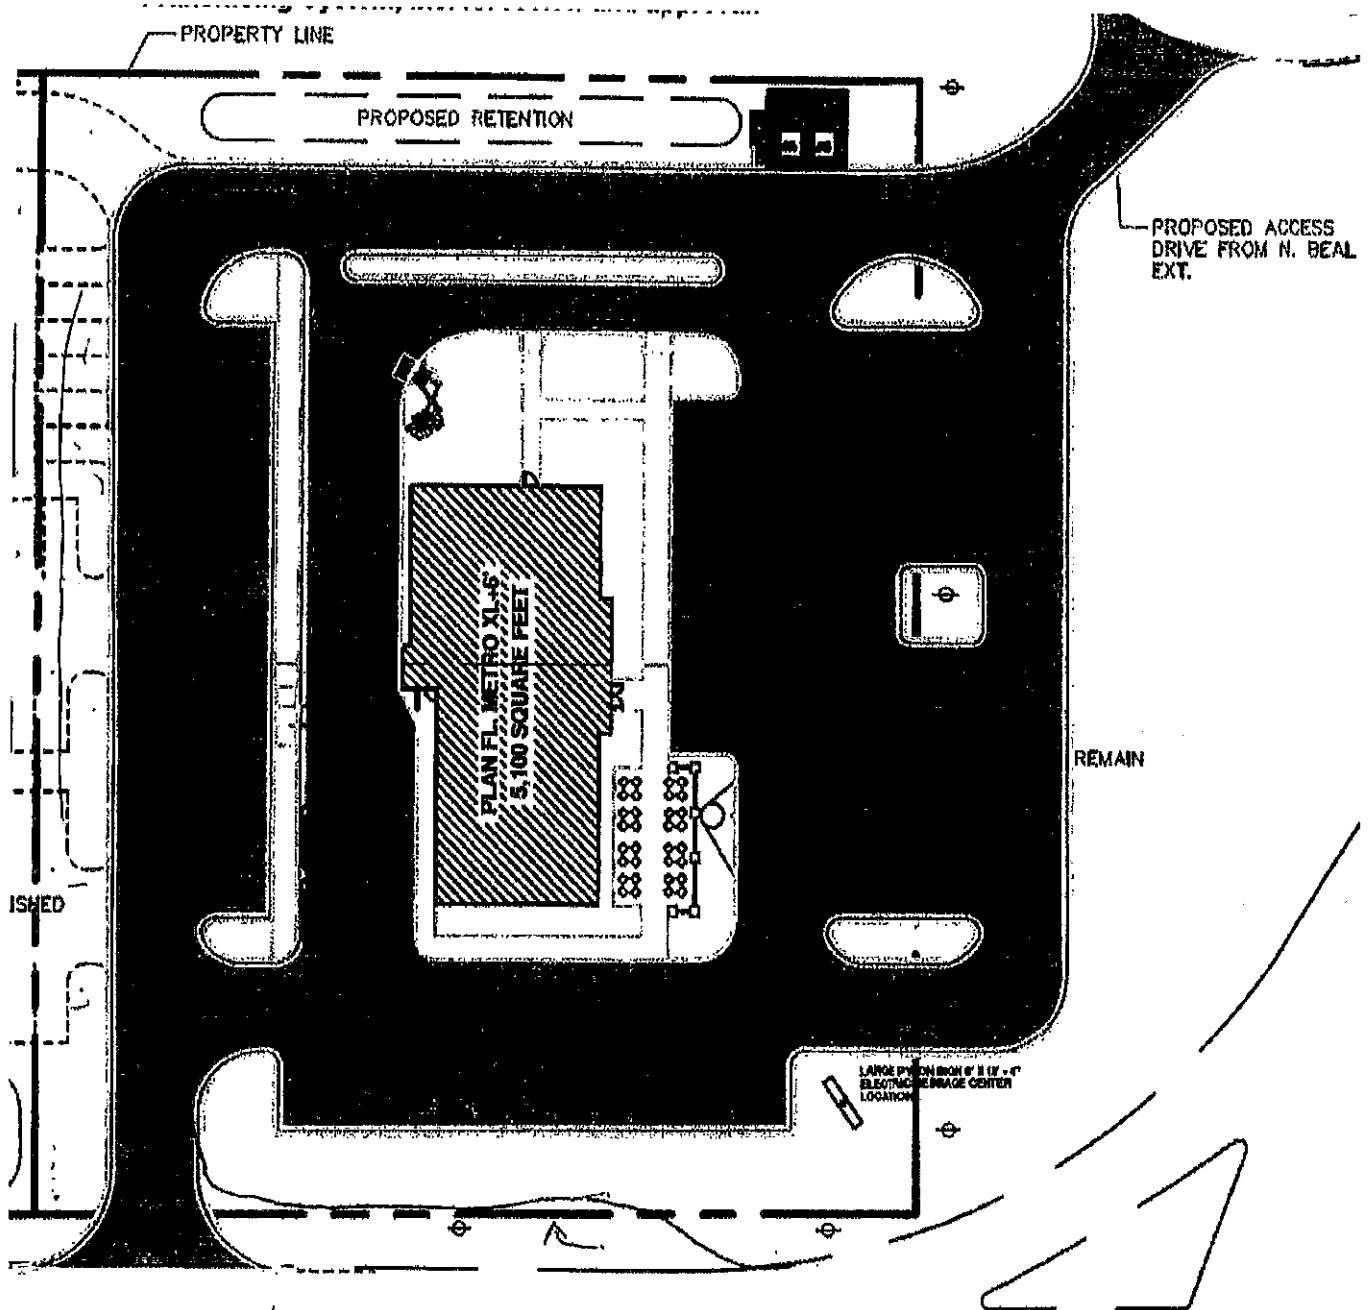 PROPERTY LINE
PROPOSED RETENTION
PROPOSED ACCESS
DRIVE FROM N. BEAL
EXT.
PLAN FL. METRO XL+6'
5,100 SQUARE FEET
REMAIN
ISHED
LARGE PYLON SIGN
LOCATION